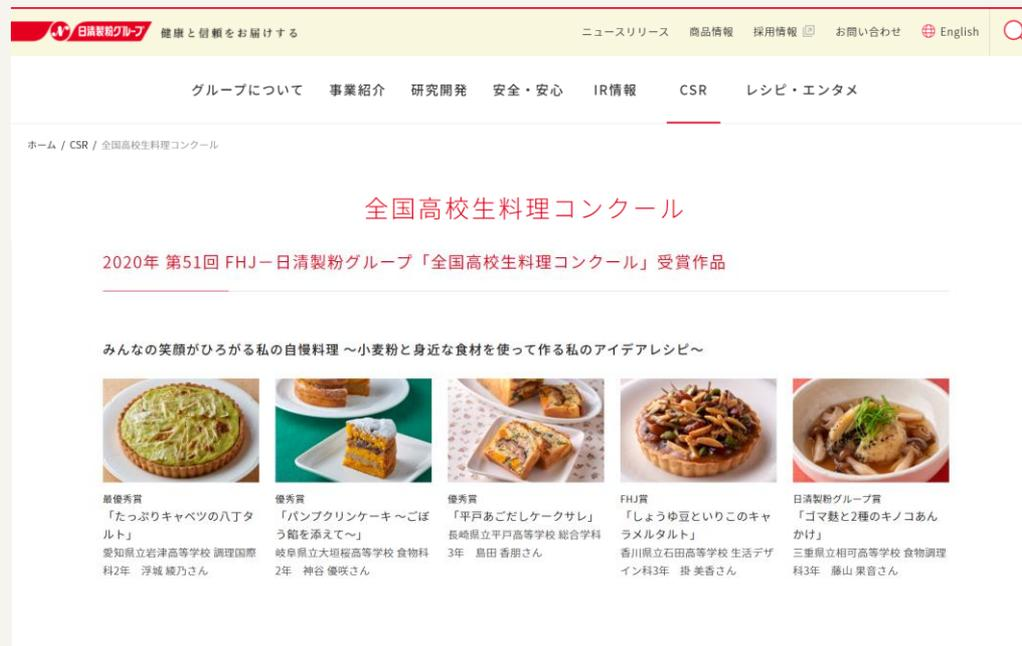 日清製粉グループ 健康と信頼をお届けする
ニュースリリース 商品情報 採用情報 お問い合わせ English
グループについて 事業紹介 研究開発 安全・安心 IR情報 CSR レシピ・エンタメ
ホーム / CSR / 全国高校生料理コンクール
全国高校生料理コンクール
2020年 第51回 FHJー日清製粉グループ「全国高校生料理コンクール」受賞作品
みんなの笑顔がひろがる私の自慢料理 ～小麦粉と身近な食材を使って作る私のアイデアレシピ～
最優秀賞
「たっぷりキャベツの八丁タ
ルト」
愛知県立岩津高等学校 調理国際
科2年 浮城 綾乃さん
優秀賞
「パンプクリンケーキ ～ごぼ
う餡を添えて～」
岐阜県立大垣桜高等学校 食物科
2年 神谷 優咲さん
優秀賞
「平戸あごだしケークサレ」
長崎県立平戸高等学校 総合学科
3年 島田 香朋さん
FHJ賞
「しょうゆ豆といりこのキャ
ラメルタルト」
香川県立石田高等学校 生活デザ
イン科3年 掛 美香さん
日清製粉グループ賞
「ゴマ麩と2種のキノコあん
かけ」
三重県立相可高等学校 食物調理
科3年 藤山 果音さん